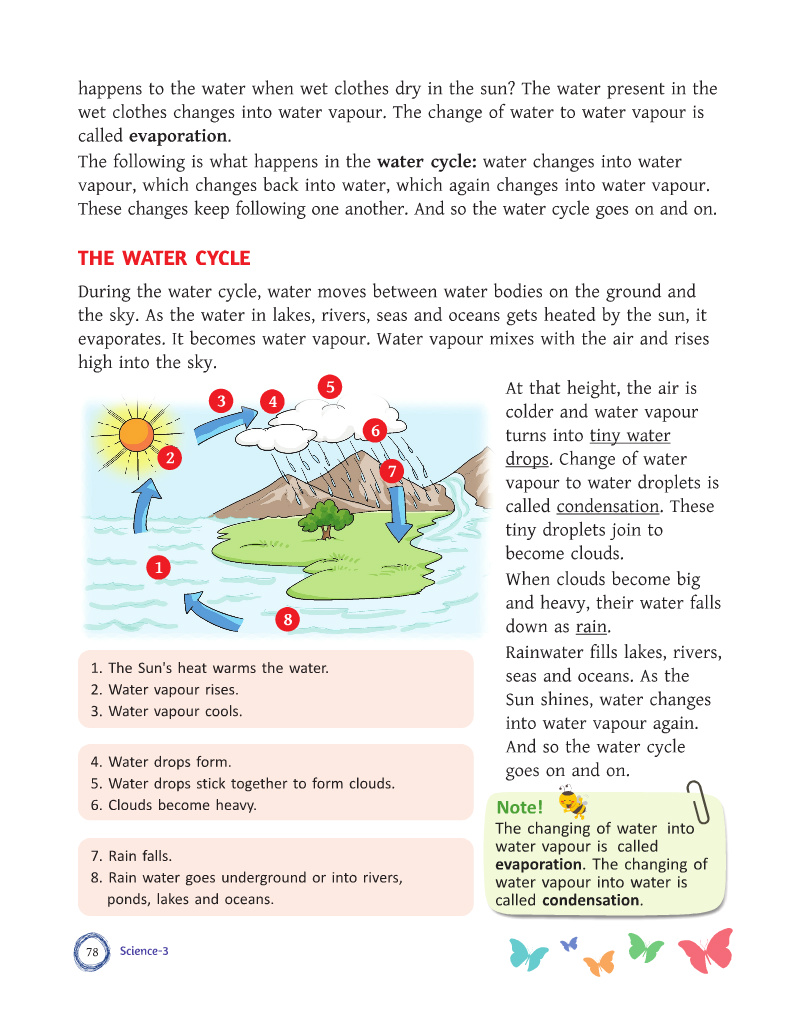 happens to the water when wet clothes dry in the sun? The water present in the
wet clothes changes into water vapour. The change of water to water vapour is
called evaporation.
The following is what happens in the water cycle: water changes into water
vapour, which changes back into water, which again changes into water vapour.
These changes keep following one another. And so the water cycle goes on and on.
THE WATER CYCLE
During the water cycle, water moves between water bodies on the ground and
the sky. As the water in lakes, rivers, seas and oceans gets heated by the sun, it
evaporates. It becomes water vapour. Water vapour mixes with the air and rises
high into the sky.
3
4
5
6
2
7
1
8
At that height, the air is
colder and water vapour
turns into tiny water
drops. Change of water
vapour to water droplets is
called condensation. These
tiny droplets join to
become clouds.
When clouds become big
and heavy, their water falls
down as rain.
Rainwater fills lakes, rivers,
seas and oceans. As the
Sun shines, water changes
into water vapour again.
And so the water cycle
goes on and on.
1. The Sun's heat warms the water.
2. Water vapour rises.
3. Water vapour cools.
4. Water drops form.
5. Water drops stick together to form clouds.
6. Clouds become heavy.
7. Rain falls.
8. Rain water goes underground or into rivers,
ponds, lakes and oceans.
Note!
The changing of water into
water vapour is called
evaporation. The changing of
water vapour into water is
called condensation.
78
Science-3